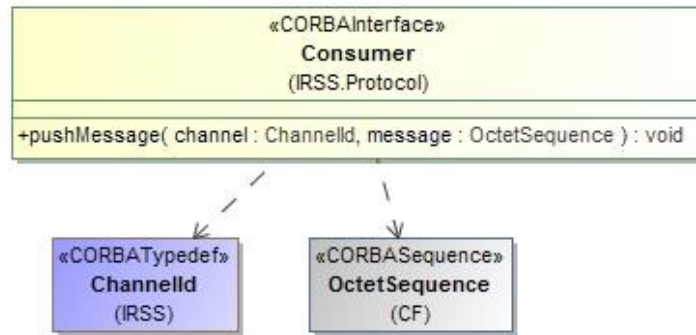 «CORBAInterface»
Consumer
(IRSS.Protocol)
+pushMessage( channel : ChannelId, message : OctetSequence ) : void
«CORBATypedef»
ChannelId
(IRSS)
«CORBASequence»
OctetSequence
(CF)